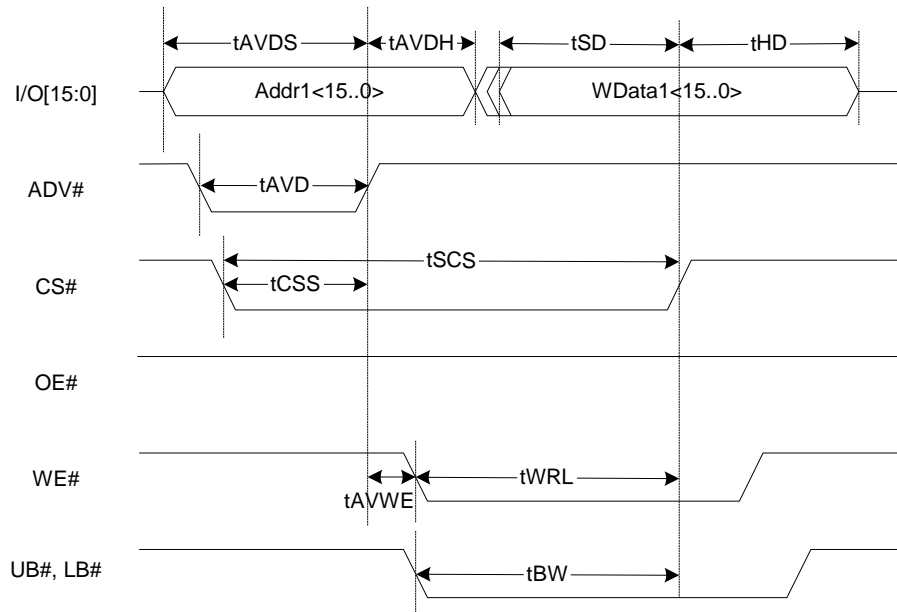 tAVDS tAVDH tSD tHD
I/O[15:0] Addr1<15..0> WData1<15..0>
ADV# tAVD
tSCS
CS# tCSS
OE#
WE# tWRL
tAVWE
UB#, LB# tBW